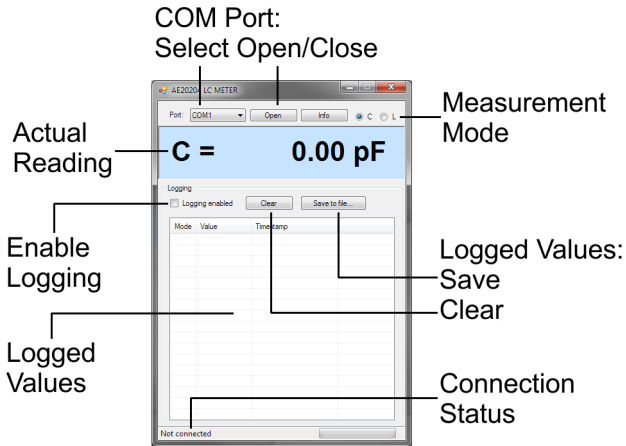 COM Port:
Select Open/Close
AE20204 LC METER
Port: COM1 Open Info C L
Measurement
Mode
Actual
Reading
C = 0.00 pF
Logging
Logging enabled Clear Save to file...
Mode Value Timestamp
Enable
Logging
Logged Values:
Save
Clear
Logged
Values
Connection
Status
Not connected